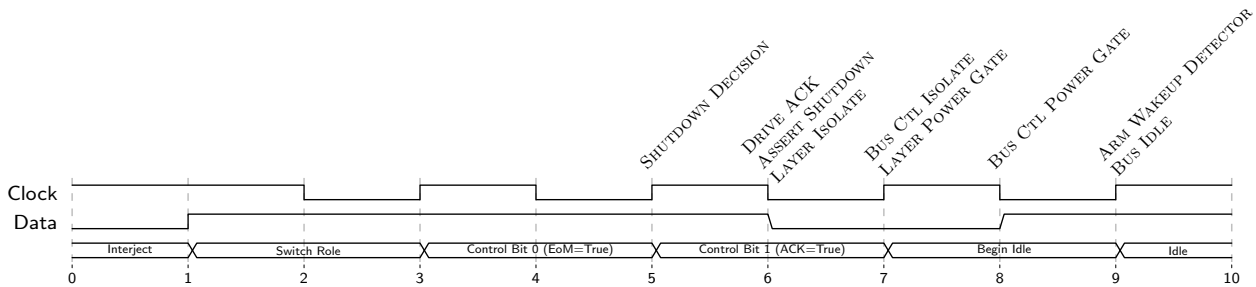 SHUTDOWN DECISION
DRIVE ACK
ASSERT SHUTDOWN
LAYER ISOLATE
BUS CTL ISOLATE
LAYER POWER GATE
BUS CTL POWER GATE
ARM WAKEUP DETECTOR
BUS IDLE
Clock
Data
Interject Switch Role Control Bit 0 (EoM=True) Control Bit 1 (ACK=True) Begin Idle Idle
0 1 2 3 4 5 6 7 8 9 10